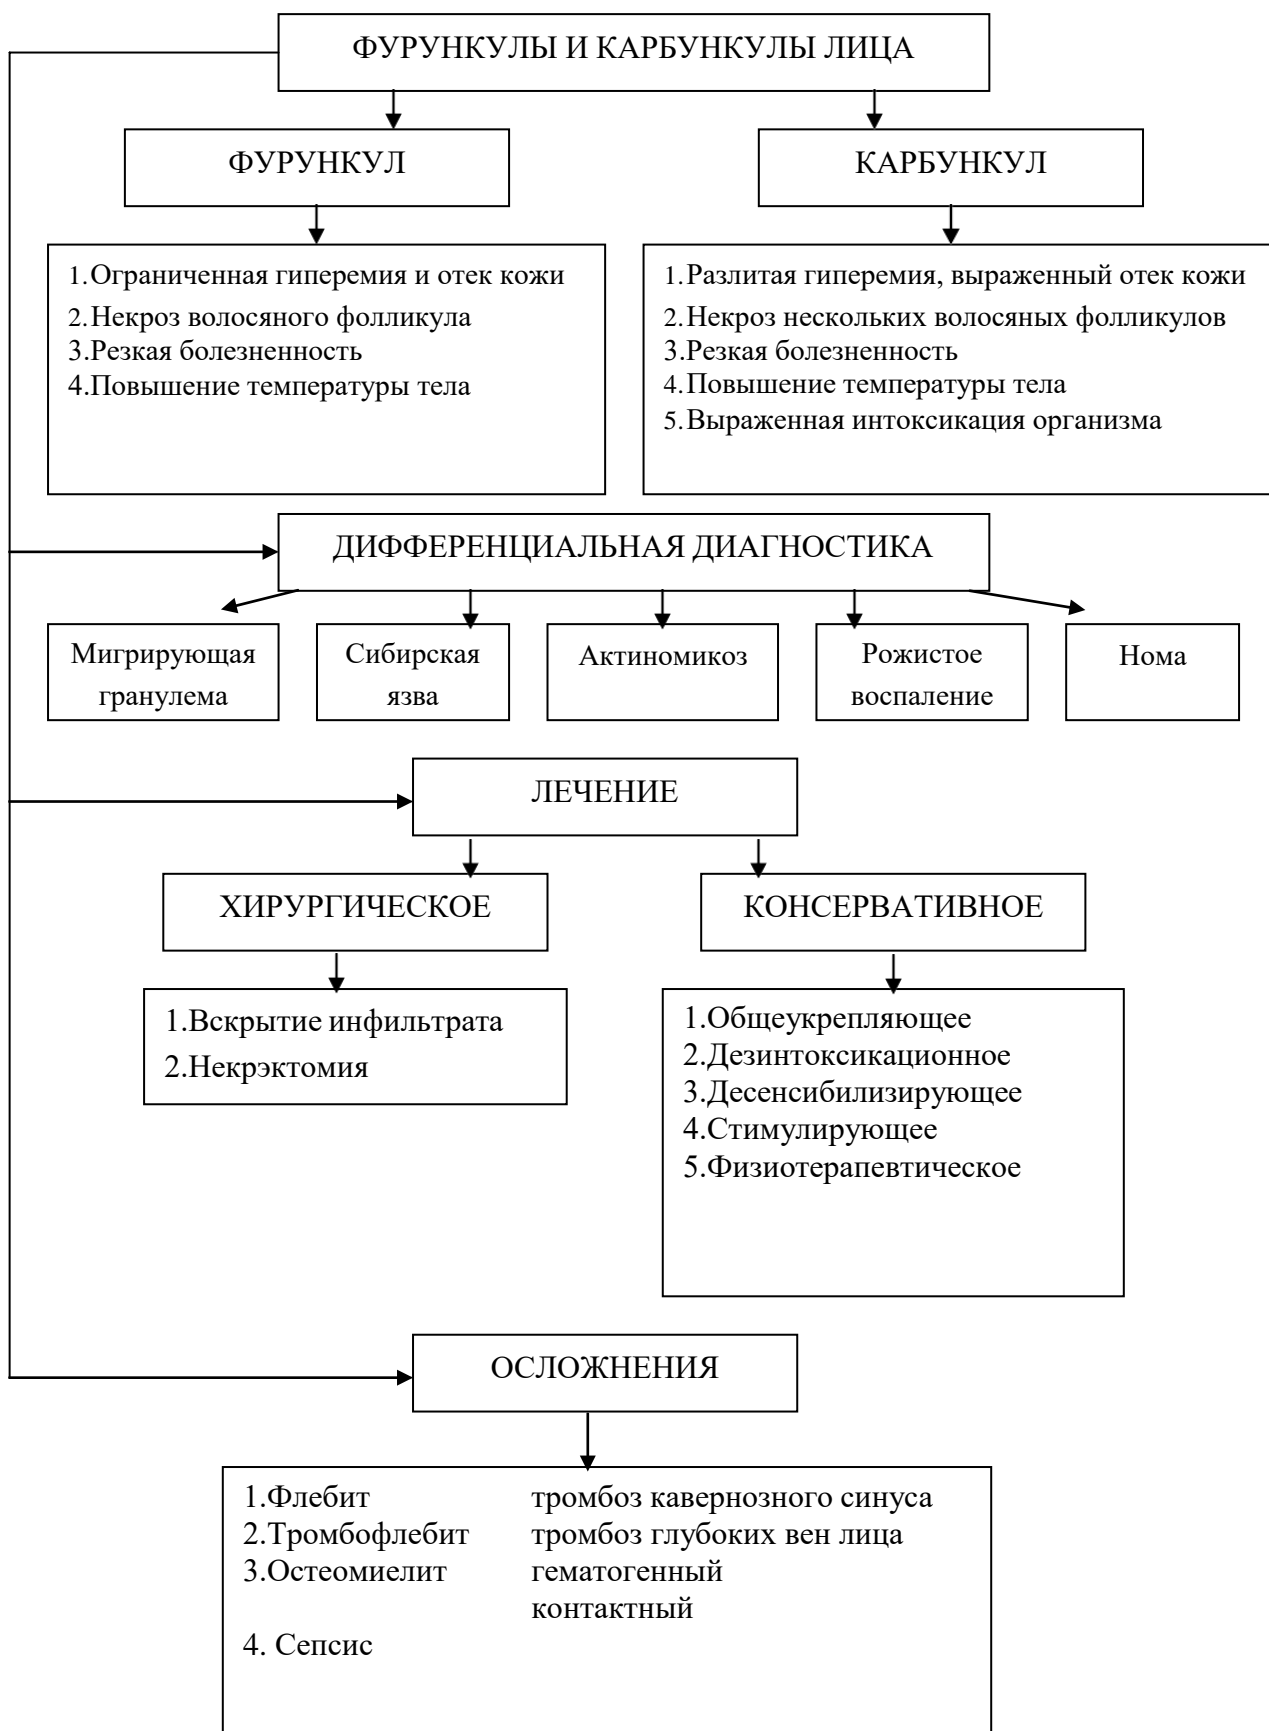 ФУРУНКУЛЫ И КАРБУНКУЛЫ ЛИЦА
ФУРУНКУЛ
КАРБУНКУЛ
1.Ограниченная гиперемия и отек кожи
2.Некроз волосяного фолликула
3.Резкая болезненность
4.Повышение температуры тела
1.Разлитая гиперемия, выраженный отек кожи
2.Некроз нескольких волосяных фолликулов
3.Резкая болезненность
4.Повышение температуры тела
5.Выраженная интоксикация организма
ДИФФЕРЕНЦИАЛЬНАЯ ДИАГНОСТИКА
Мигрирующая
гранулема
Сибирская
язва
Актиномикоз
Рожистое
воспаление
Нома
ЛЕЧЕНИЕ
ХИРУРГИЧЕСКОЕ
КОНСЕРВАТИВНОЕ
1.Вскрытие инфильтрата
2.Некрэктомия
1.Общеукрепляющее
2.Дезинтоксикационное
3.Десенсибилизирующее
4.Стимулирующее
5.Физиотерапевтическое
ОСЛОЖНЕНИЯ
1.Флебит тромбоз кавернозного синуса
2.Тромбофлебит тромбоз глубоких вен лица
3.Остеомиелит гематогенный
контактный
4. Сепсис